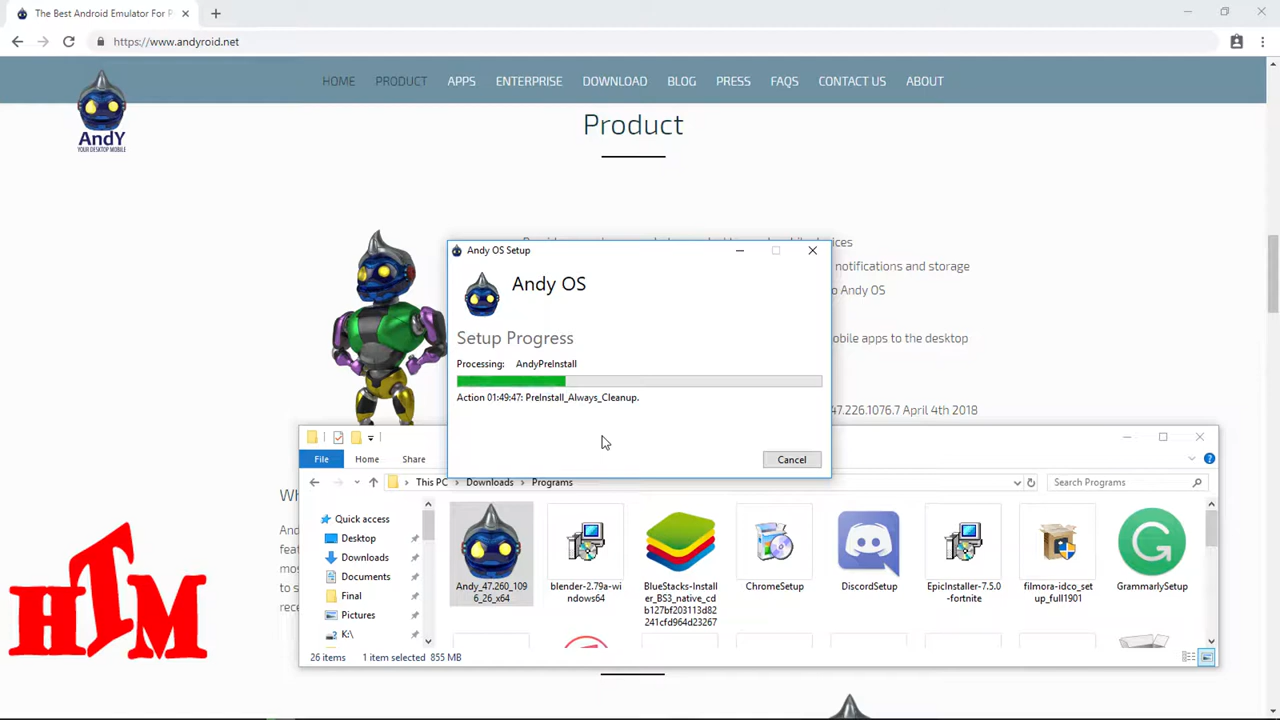 The Best Android Emulator For P
https://www.andyroid.net
HOME PRODUCT APPS ENTERPRISE DOWNLOAD BLOG PRESS FAQS CONTACT US ABOUT
AndY
YOUR DESKTOP MOBILE
Product
notifications and storage
o Andy OS
obile apps to the desktop
47.226.1076.7 April 4th 2018
Andy OS Setup
Andy OS
Setup Progress
Processing: AndyPreInstall
Action 01:49:47: PreInstall_Always_Cleanup.
Cancel
File Home Share
This PC > Downloads > Programs
Search Programs
Quick access
Desktop
Downloads
Documents
Final
Pictures
K:\
Andy_47.260_109
6_26_x64
blender-2.79a-wi
ndows64
BlueStacks-Install
er_BS3_native_cd
b127bf203113d82
241cfd964d23267
ChromeSetup
DiscordSetup
EpicInstaller-7.5.0
-fortnite
filmora-idco_set
up_full1901
GrammarlySetup
26 items 1 item selected 855 MB
HTM